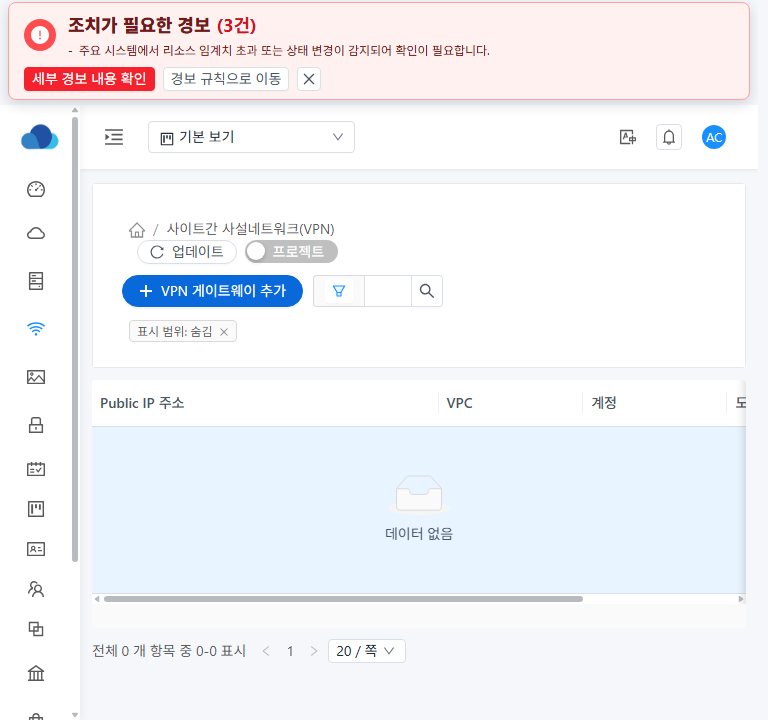 조치가 필요한 경보 (3건)
- 주요 시스템에서 리소스 임계치 초과 또는 상태 변경이 감지되어 확인이 필요합니다.
세부 경보 내용 확인 경보 규칙으로 이동
기본 보기
AC
/ 사이트간 사설네트워크(VPN)
업데이트 프로젝트
VPN 게이트웨이 추가
표시 범위: 숨김
Public IP 주소 VPC 계정 도
데이터 없음
전체 0 개 항목 중 0-0 표시 1 20 / 쪽